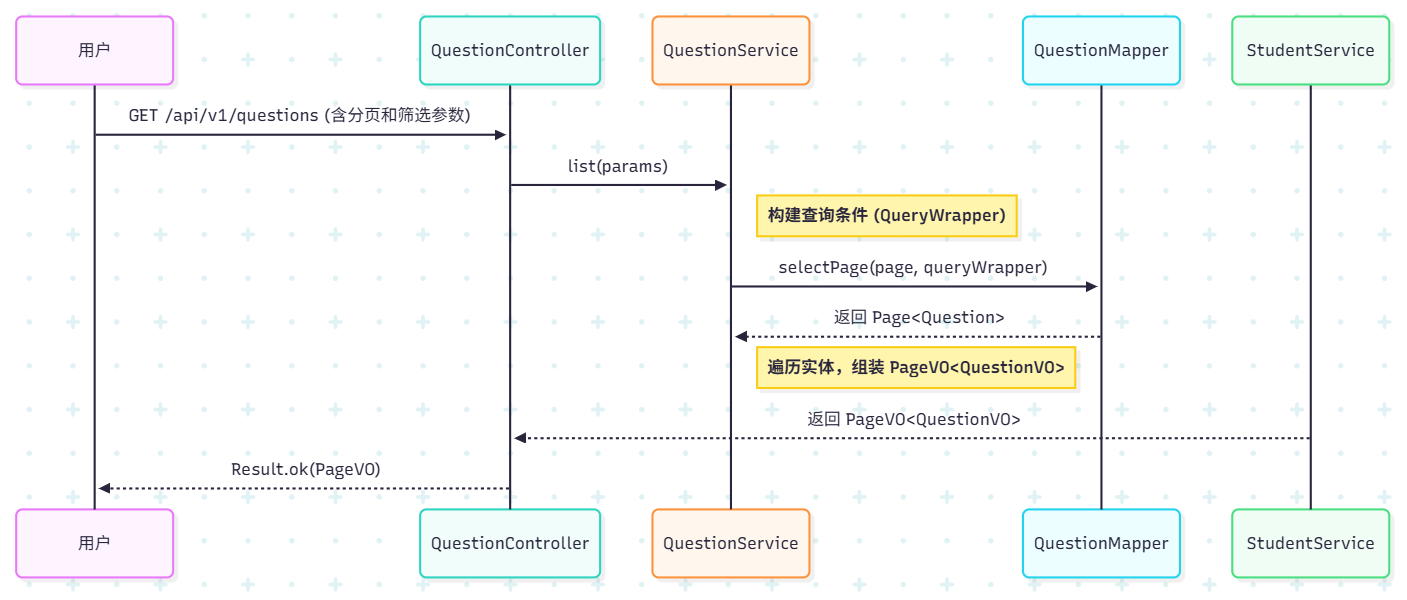 用户
QuestionController
QuestionService
QuestionMapper
StudentService
GET /api/v1/questions (含分页和筛选参数)
list(params)
构建查询条件 (QueryWrapper)
selectPage(page, queryWrapper)
返回 Page<Question>
遍历实体，组装 PageVO<QuestionVO>
返回 PageVO<QuestionVO>
Result.ok(PageVO)
用户
QuestionController
QuestionService
QuestionMapper
StudentService